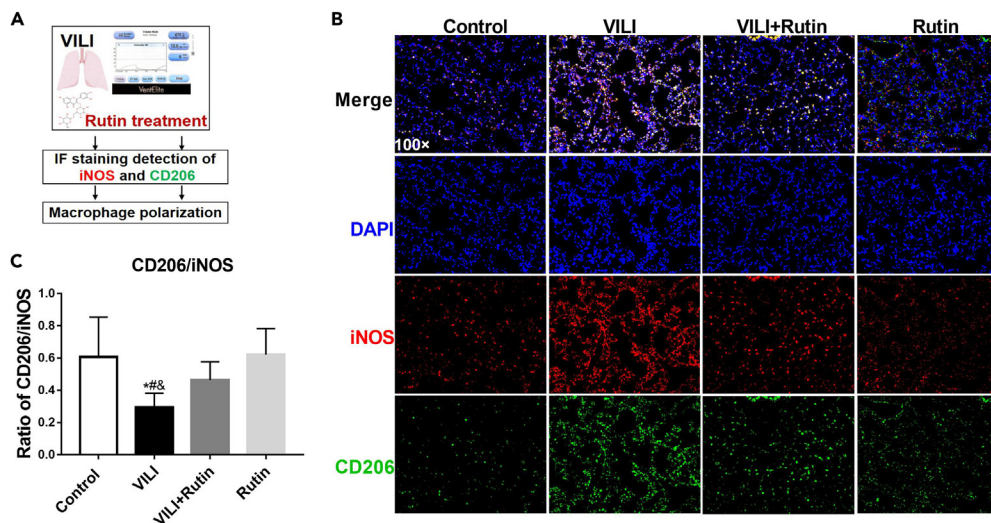 A
VILI
VentElite
Rutin treatment
IF staining detection of
iNOS and CD206
Macrophage polarization
B
Control VILI VILI+Rutin Rutin
Merge
100×
DAPI
iNOS
CD206
C
CD206/iNOS
Ratio of CD206/iNOS
1.0
0.8
0.6
0.4
0.2
0.0
*#&
Control
VILI
VILI+Rutin
Rutin